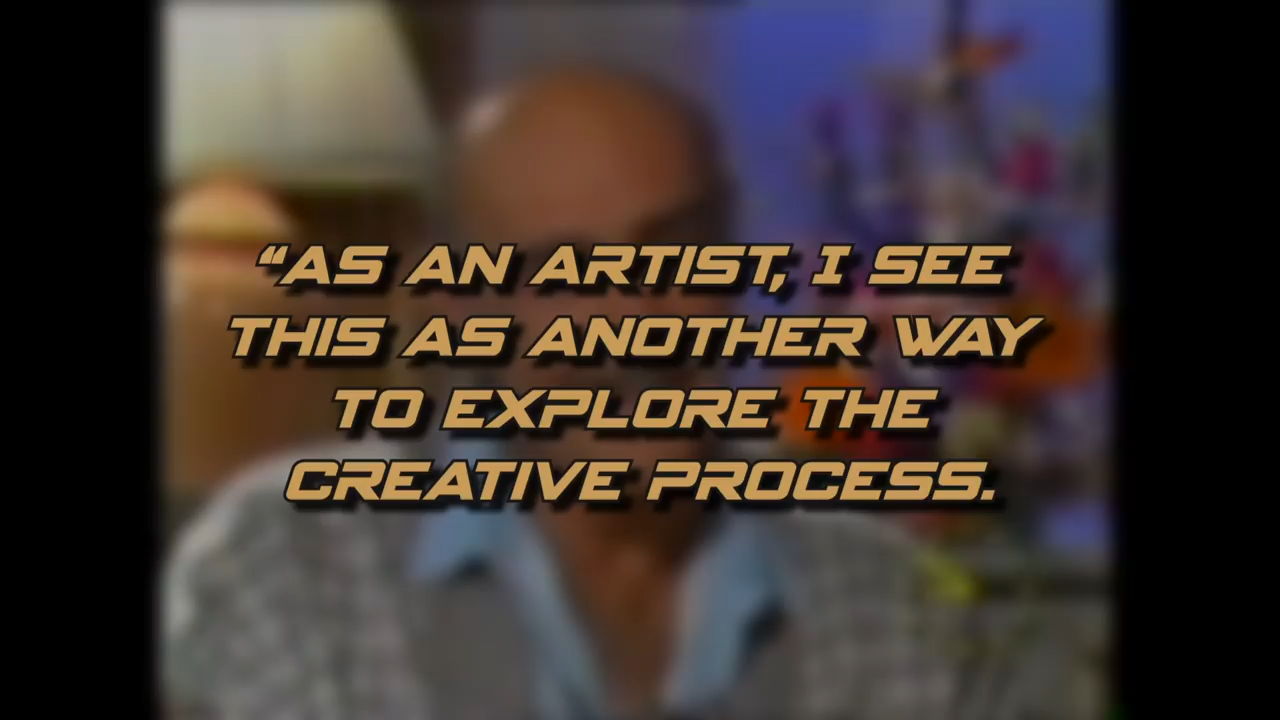 “AS AN ARTIST, I SEE
THIS AS ANOTHER WAY
TO EXPLORE THE
CREATIVE PROCESS.